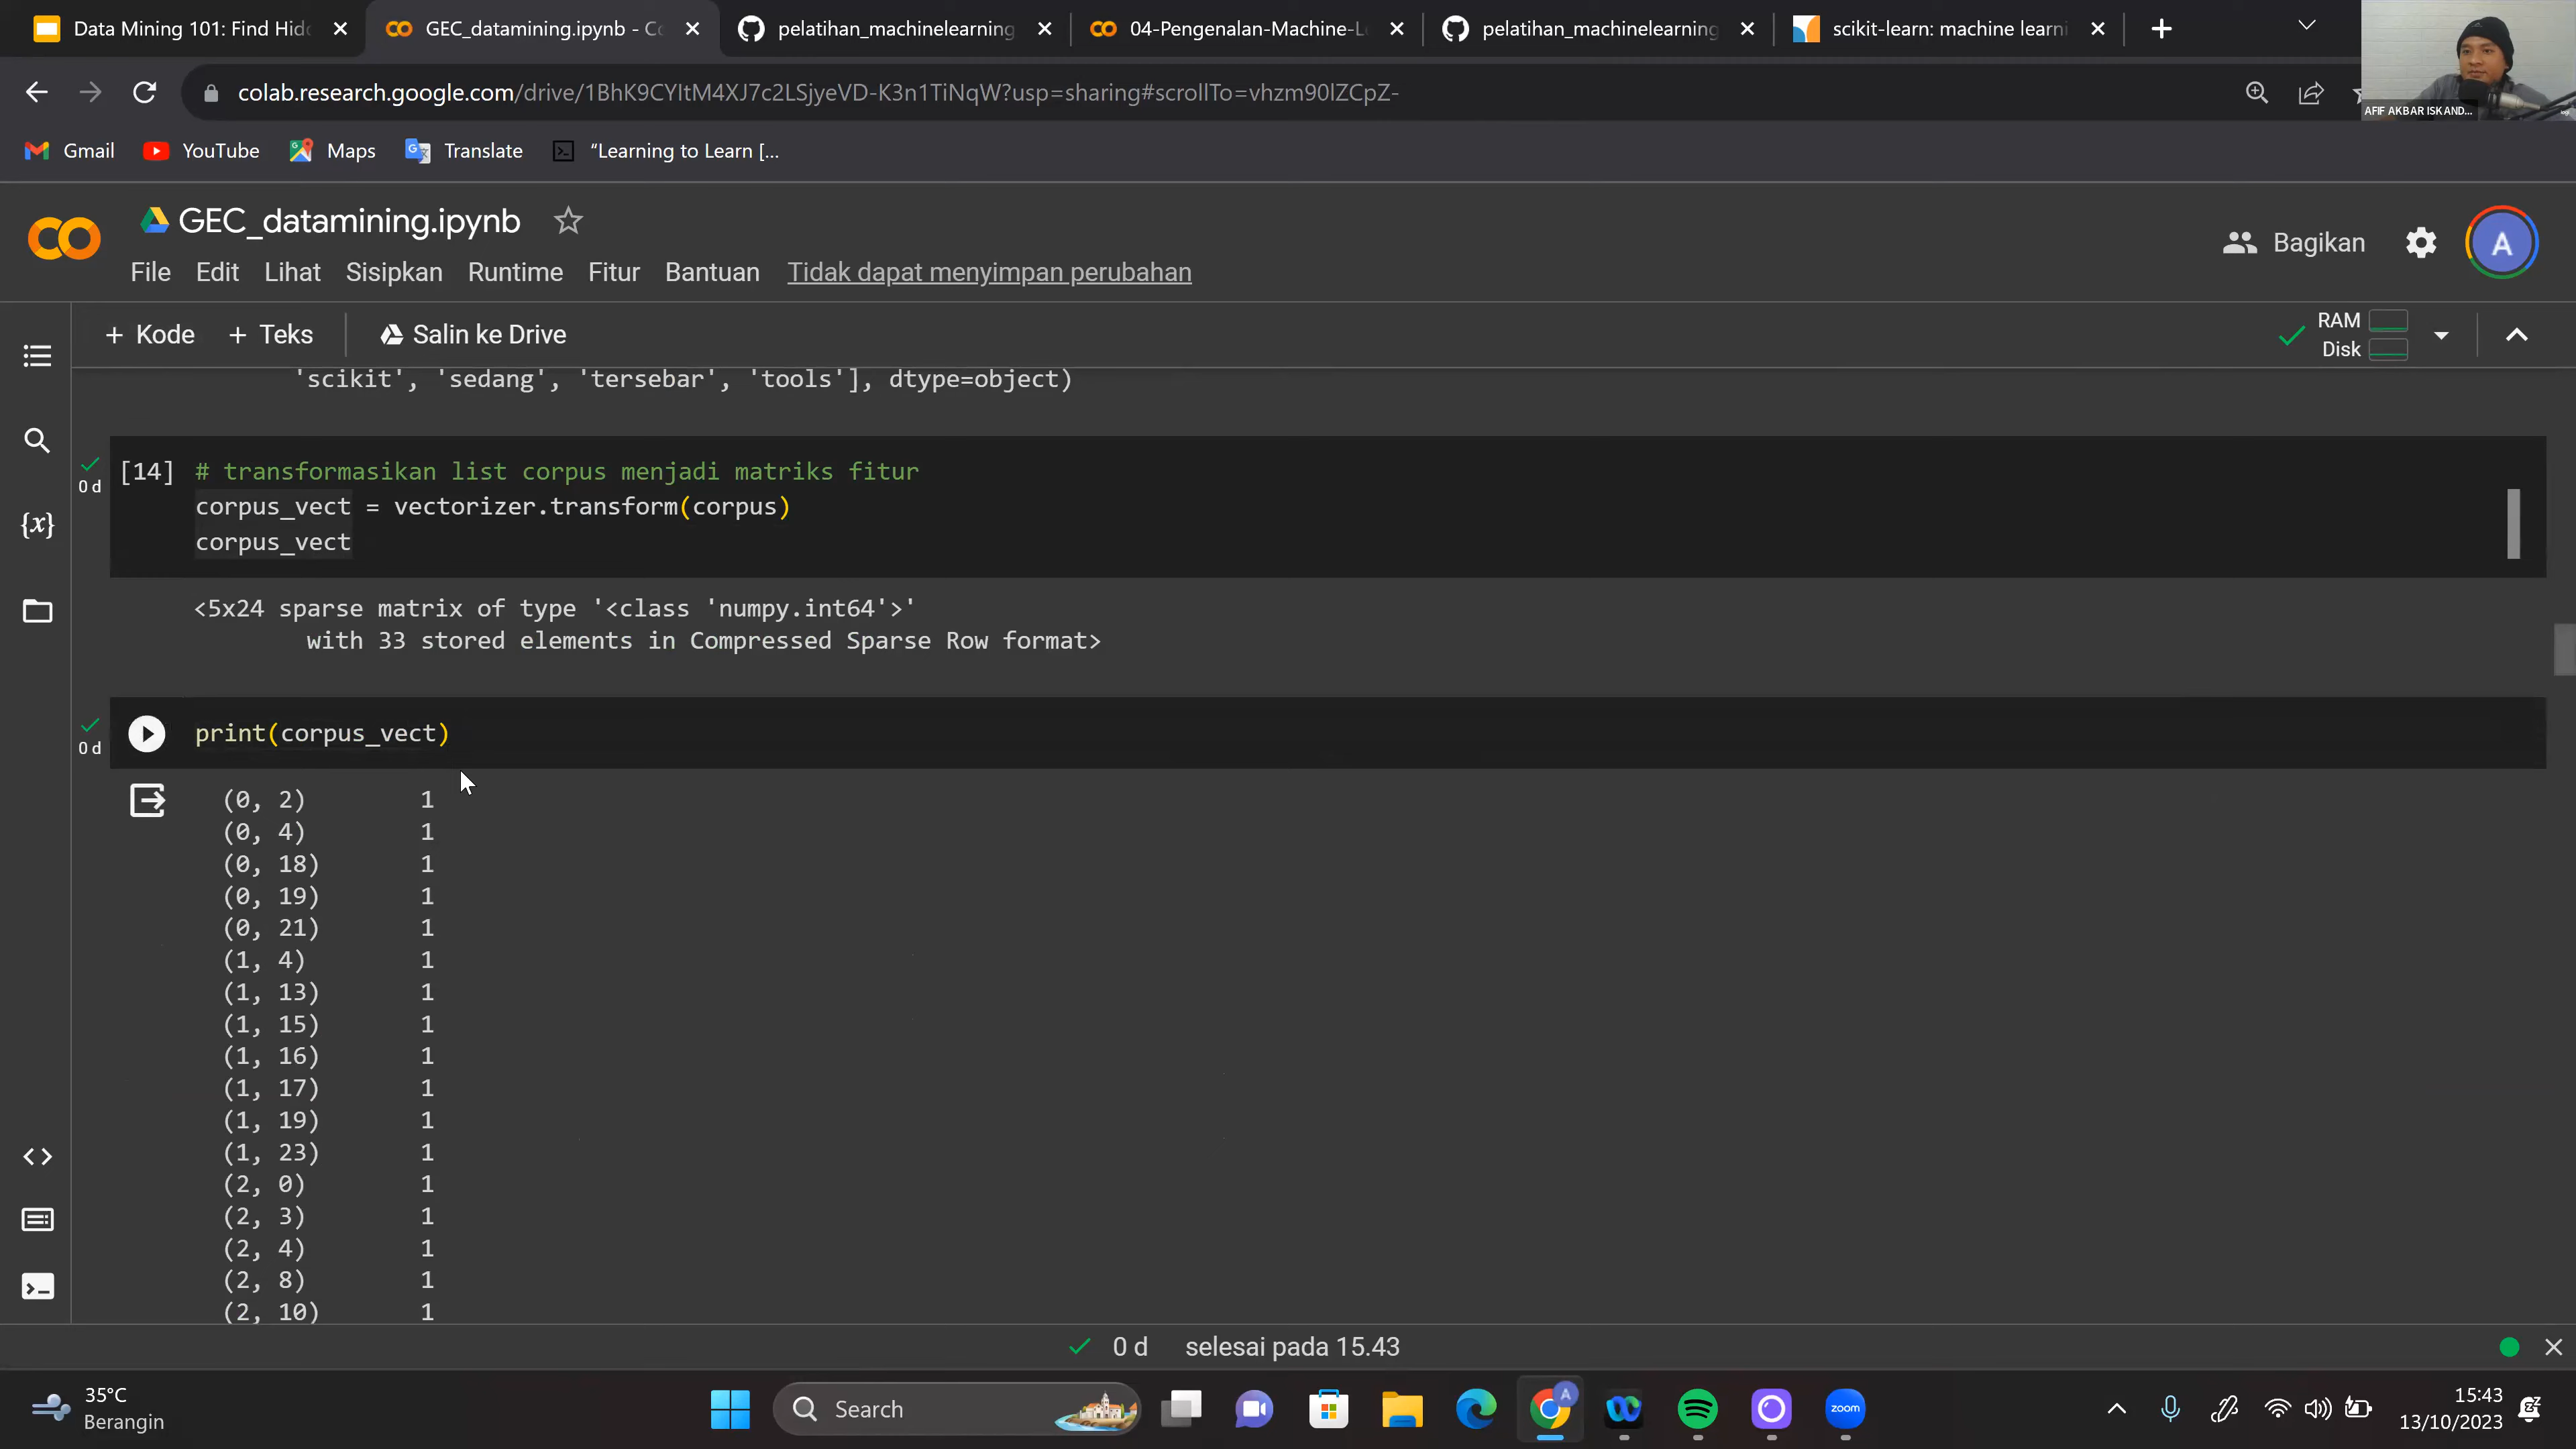 Data Mining 101: Find Hid
GEC_datamining.ipynb - Co
pelatihan_machinelearning
04-Pengenalan-Machine-L
pelatihan_machinelearning
scikit-learn: machine learni
colab.research.google.com/drive/1BhK9CYItM4XJ7c2LSjyeVD-K3n1TiNqW?usp=sharing#scrollTo=vhzm90lZCpZ-
AFIF AKBAR ISKAND...
Gmail
YouTube
Maps
Translate
“Learning to Learn [...
GEC_datamining.ipynb
Bagikan
A
File Edit Lihat Sisipkan Runtime Fitur Bantuan Tidak dapat menyimpan perubahan
+ Kode + Teks Salin ke Drive
RAM
Disk
'scikit', 'sedang', 'tersebar', 'tools'], dtype=object)
[14] # transformasikan list corpus menjadi matriks fitur
0 d
corpus_vect = vectorizer.transform(corpus)
corpus_vect
{x}
<5x24 sparse matrix of type '<class 'numpy.int64'>'
with 33 stored elements in Compressed Sparse Row format>
print(corpus_vect)
0 d
(0, 2) 1
(0, 4) 1
(0, 18) 1
(0, 19) 1
(0, 21) 1
(1, 4) 1
(1, 13) 1
(1, 15) 1
(1, 16) 1
(1, 17) 1
(1, 19) 1
(1, 23) 1
(2, 0) 1
(2, 3) 1
(2, 4) 1
(2, 8) 1
(2, 10) 1
0 d selesai pada 15.43
35°C
Berangin
Search
A
zoom
15:43
13/10/2023